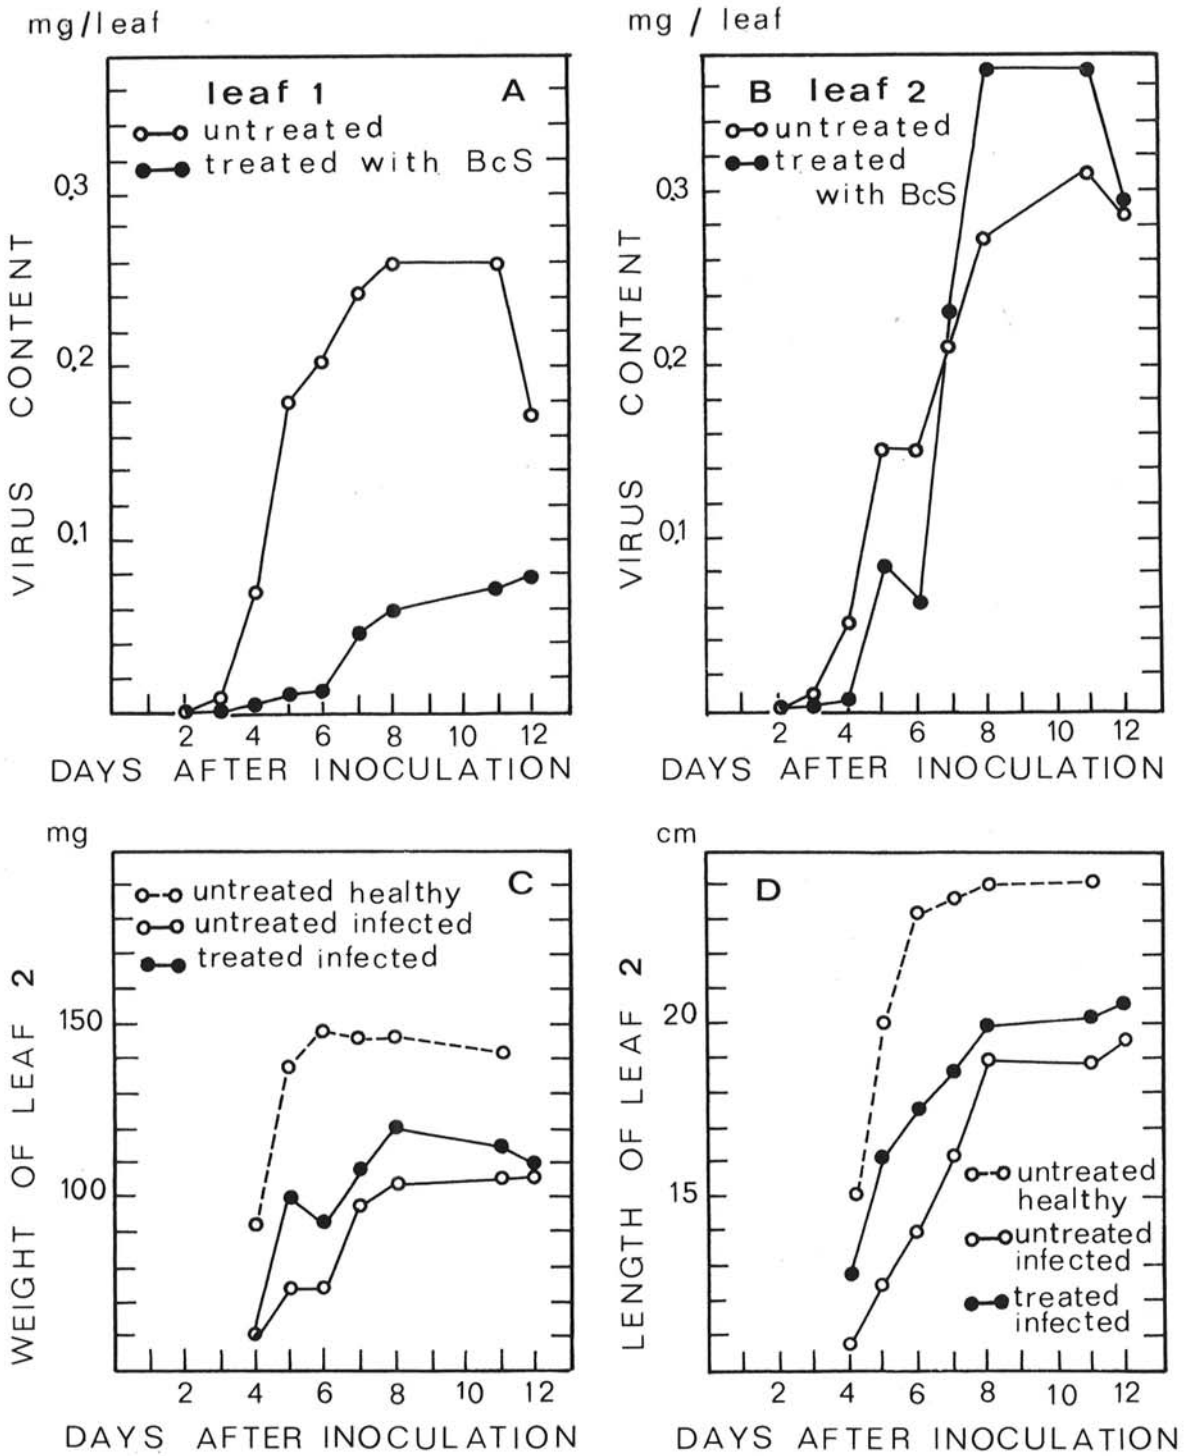 mg/leaf
leaf 1 A
untreated
treated with BcS
0.3
0.2
0.1
VIRUS CONTENT
2 4 6 8 10 12
DAYS AFTER INOCULATION
mg / leaf
B leaf 2
untreated
treated
with BcS
0.3
0.2
0.1
VIRUS CONTENT
2 4 6 8 10 12
DAYS AFTER INOCULATION
mg
C
untreated healthy
untreated infected
treated infected
150
100
WEIGHT OF LEAF 2
2 4 6 8 10 12
DAYS AFTER INOCULATION
cm
D
20
15
LENGTH OF LEAF 2
untreated
healthy
untreated
infected
treated
infected
2 4 6 8 10 12
DAYS AFTER INOCULATION